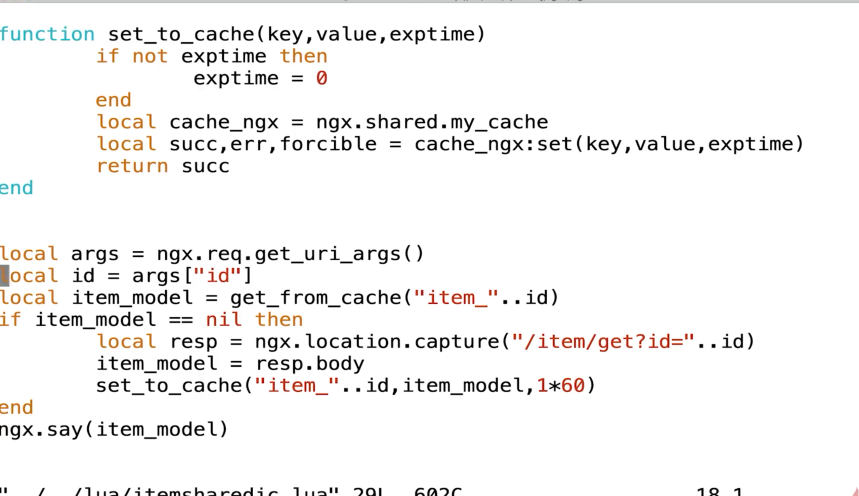 function set_to_cache(key,value,exptime)
        if not exptime then
                exptime = 0
        end
        local cache_ngx = ngx.shared.my_cache
        local succ,err,forcible = cache_ngx:set(key,value,exptime)
        return succ
end
local args = ngx.req.get_uri_args()
local id = args["id"]
local item_model = get_from_cache("item_"..id)
if item_model == nil then
        local resp = ngx.location.capture("/item/get?id="..id)
        item_model = resp.body
        set_to_cache("item_"..id,item_model,1*60)
end
ngx.say(item_model)
/lua/itemsharedic.lua" 29L, 602C 18,1